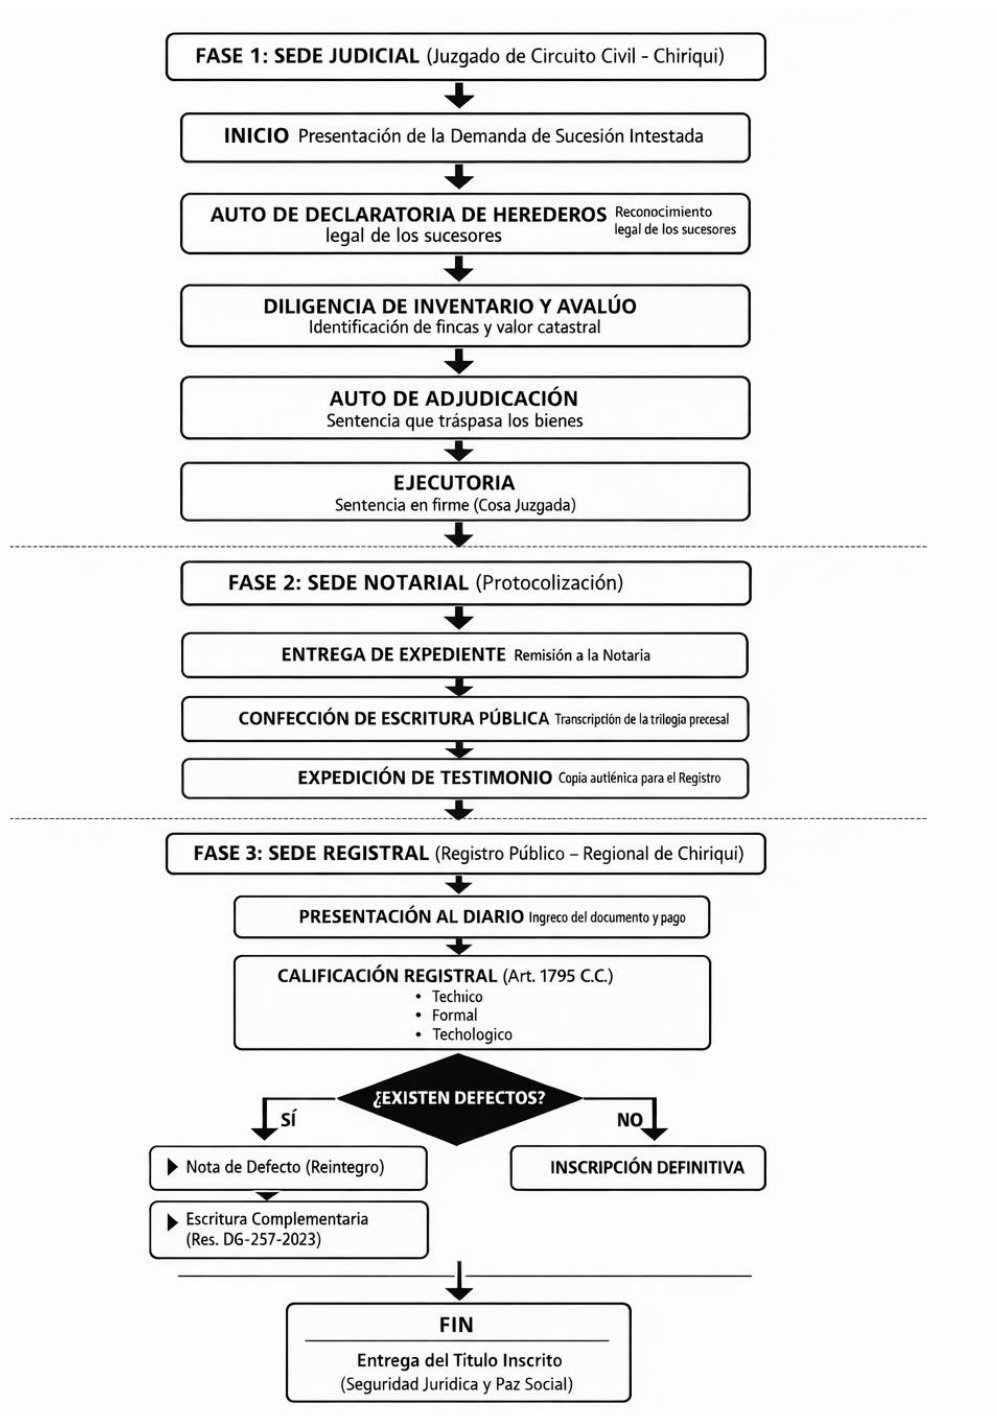 FASE 1: SEDE JUDICIAL (Juzgado de Circuito Civil - Chiriqui)
INICIO Presentación de la Demanda de Sucesión Intestada
AUTO DE DECLARATORIA DE HEREDEROS Reconocimiento
legal de los sucesores
legal de los sucesores
DILIGENCIA DE INVENTARIO Y AVALÚO
Identificación de fincas y valor catastral
AUTO DE ADJUDICACIÓN
Sentencia que tráspasa los bienes
EJECUTORIA
Sentencia en firme (Cosa Juzgada)
FASE 2: SEDE NOTARIAL (Protocolización)
ENTREGA DE EXPEDIENTE Remisión a la Notaria
CONFECCIÓN DE ESCRITURA PÚBLICA Transcripción de la trilogia precesal
EXPEDICIÓN DE TESTIMONIO Copia autlénica para el Registro
FASE 3: SEDE REGISTRAL (Registro Público – Regional de Chiriqui)
PRESENTACIÓN AL DIARIO Ingreco del documento y pago
CALIFICACIÓN REGISTRAL (Art. 1795 C.C.)
• Techiico
• Formal
• Techologico
¿EXISTEN DEFECTOS?
SÍ
NO
Nota de Defecto (Reintegro)
INSCRIPCIÓN DEFINITIVA
Escritura Complementaria
(Res. DG-257-2023)
FIN
Entrega del Titulo Inscrito
(Seguridad Juridica y Paz Social)